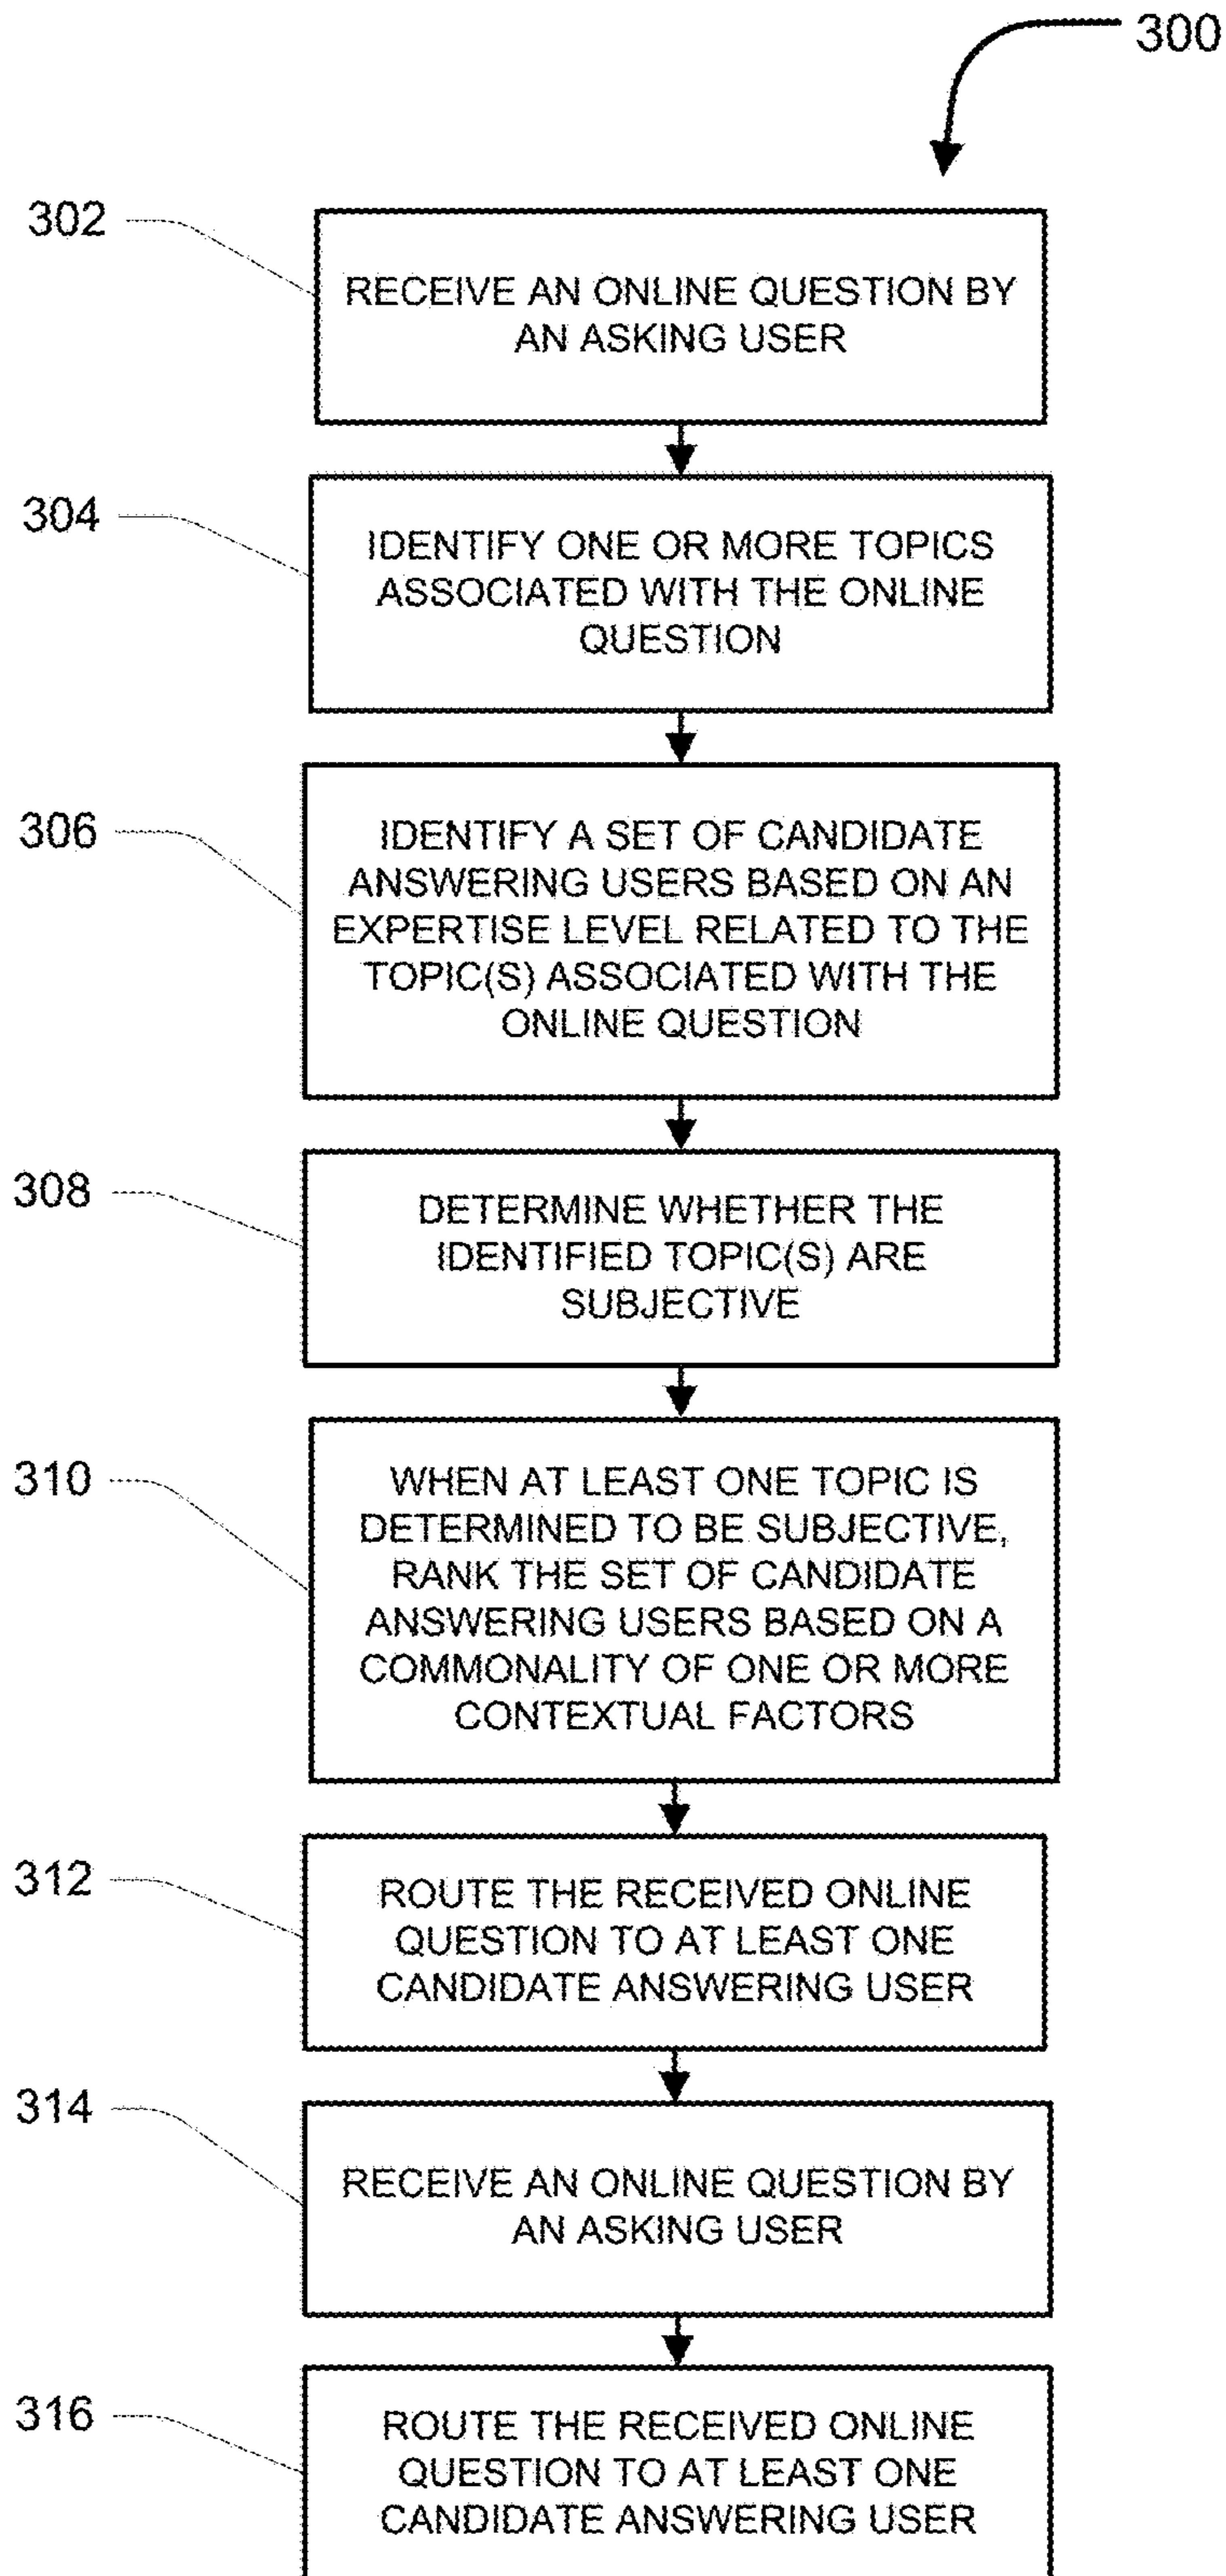 300
302
RECEIVE AN ONLINE QUESTION BY
AN ASKING USER
304
IDENTIFY ONE OR MORE TOPICS
ASSOCIATED WITH THE ONLINE
QUESTION
306
IDENTIFY A SET OF CANDIDATE
ANSWERING USERS BASED ON AN
EXPERTISE LEVEL RELATED TO THE
TOPIC(S) ASSOCIATED WITH THE
ONLINE QUESTION
308
DETERMINE WHETHER THE
IDENTIFIED TOPIC(S) ARE
SUBJECTIVE
310
WHEN AT LEAST ONE TOPIC IS
DETERMINED TO BE SUBJECTIVE,
RANK THE SET OF CANDIDATE
ANSWERING USERS BASED ON A
COMMONALITY OF ONE OR MORE
CONTEXTUAL FACTORS
312
ROUTE THE RECEIVED ONLINE
QUESTION TO AT LEAST ONE
CANDIDATE ANSWERING USER
314
RECEIVE AN ONLINE QUESTION BY
AN ASKING USER
316
ROUTE THE RECEIVED ONLINE
QUESTION TO AT LEAST ONE
CANDIDATE ANSWERING USER